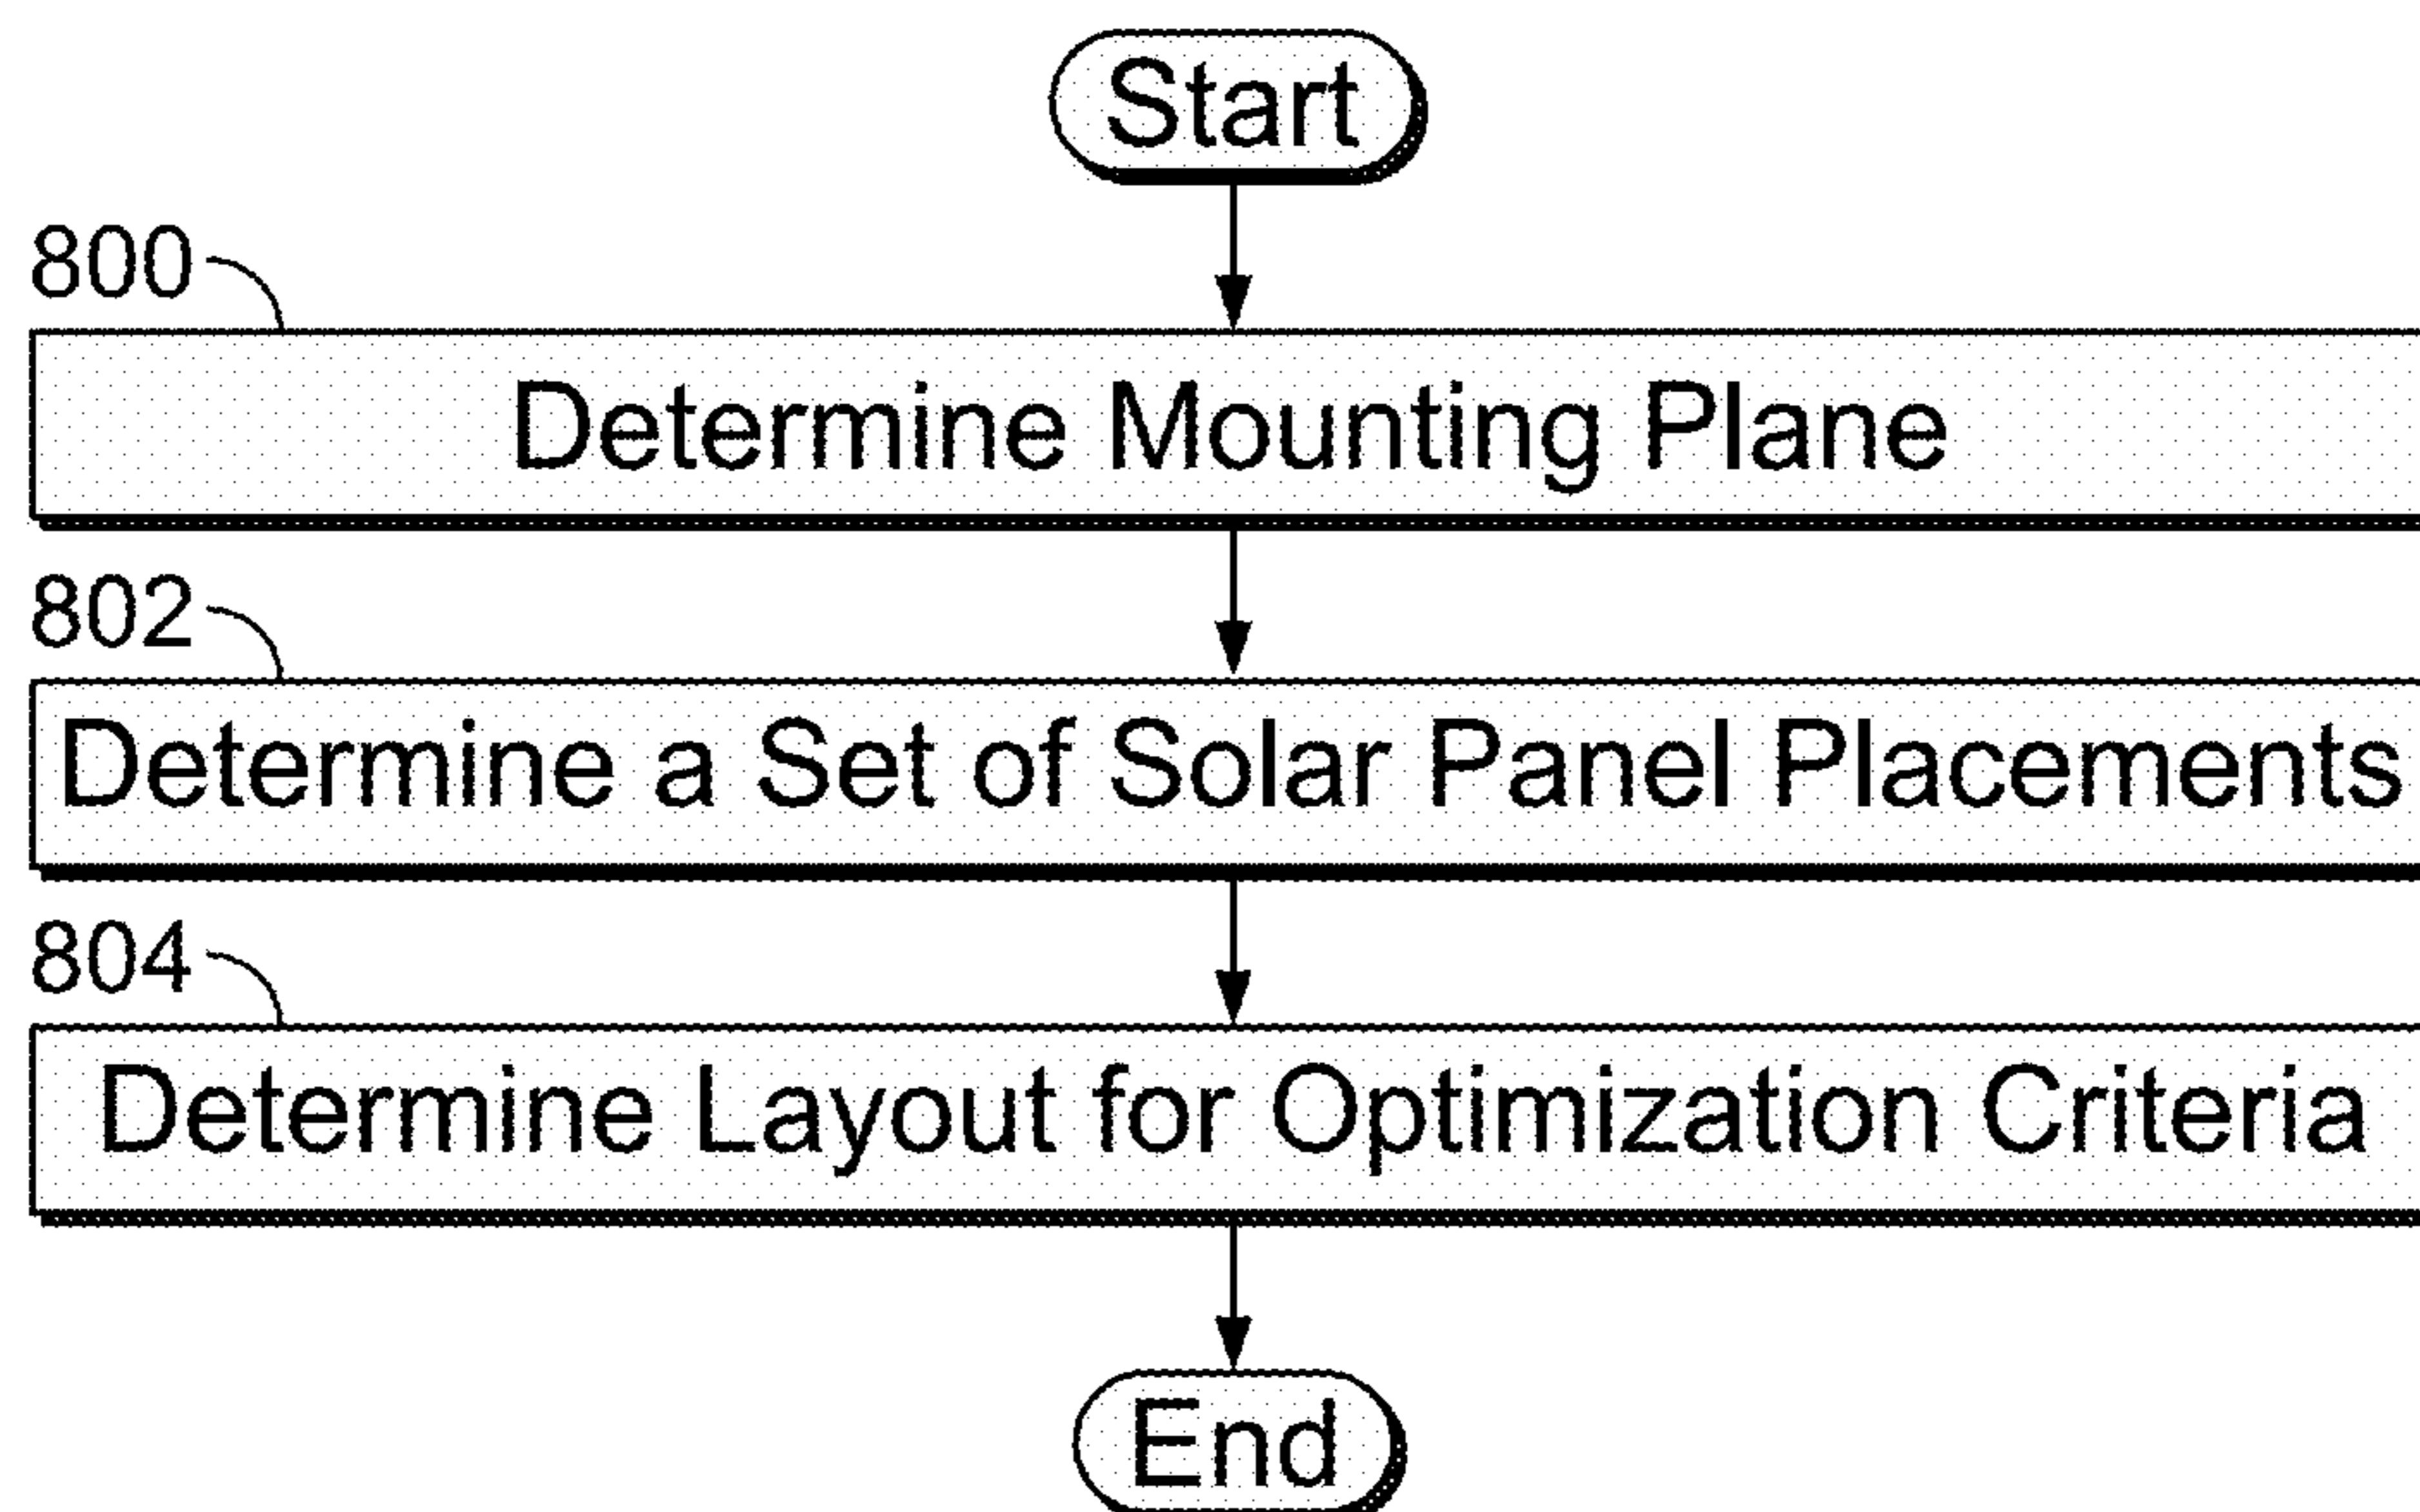 Start
800
Determine Mounting Plane
802
Determine a Set of Solar Panel Placements
804
Determine Layout for Optimization Criteria
End